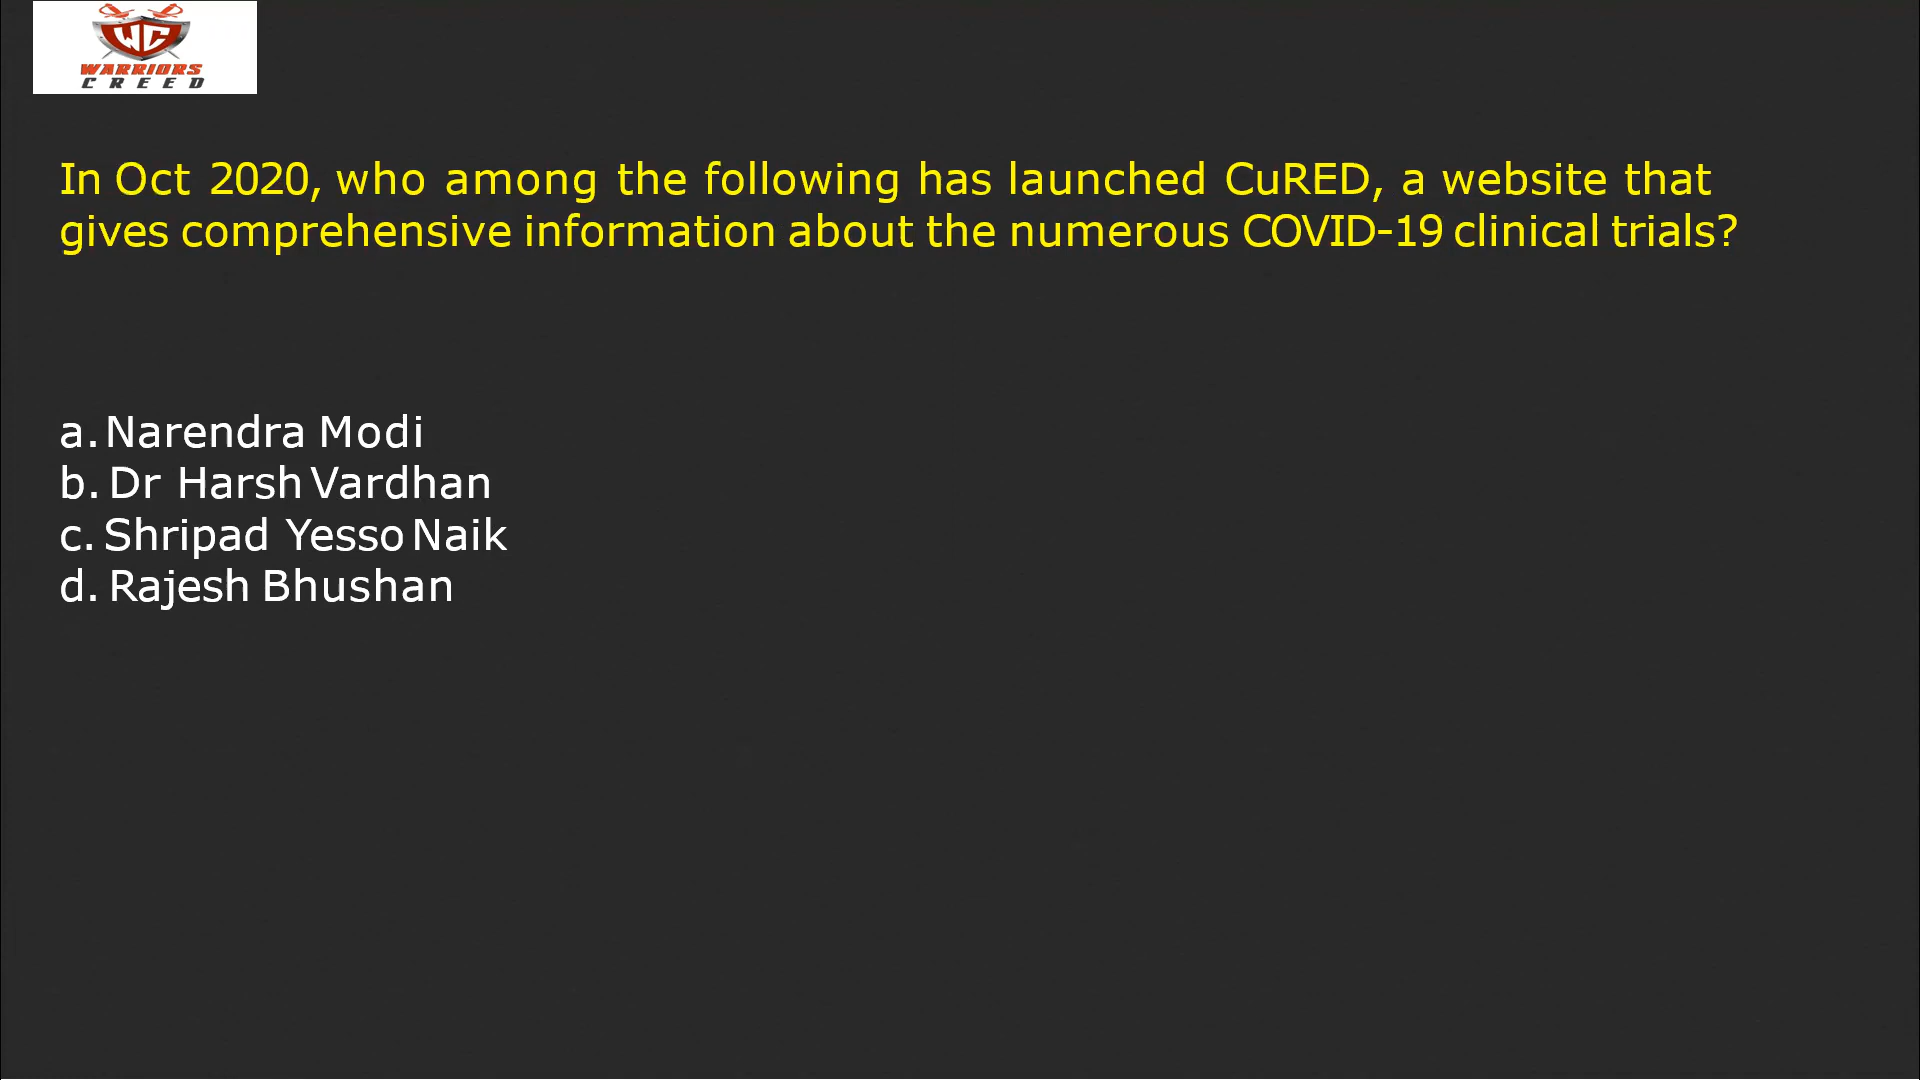 WC
WARRIORS
CREED
In Oct 2020, who among the following has launched CuRED, a website that
gives comprehensive information about the numerous COVID-19 clinical trials?
a. Narendra Modi
b. Dr Harsh Vardhan
c. Shripad Yesso Naik
d. Rajesh Bhushan